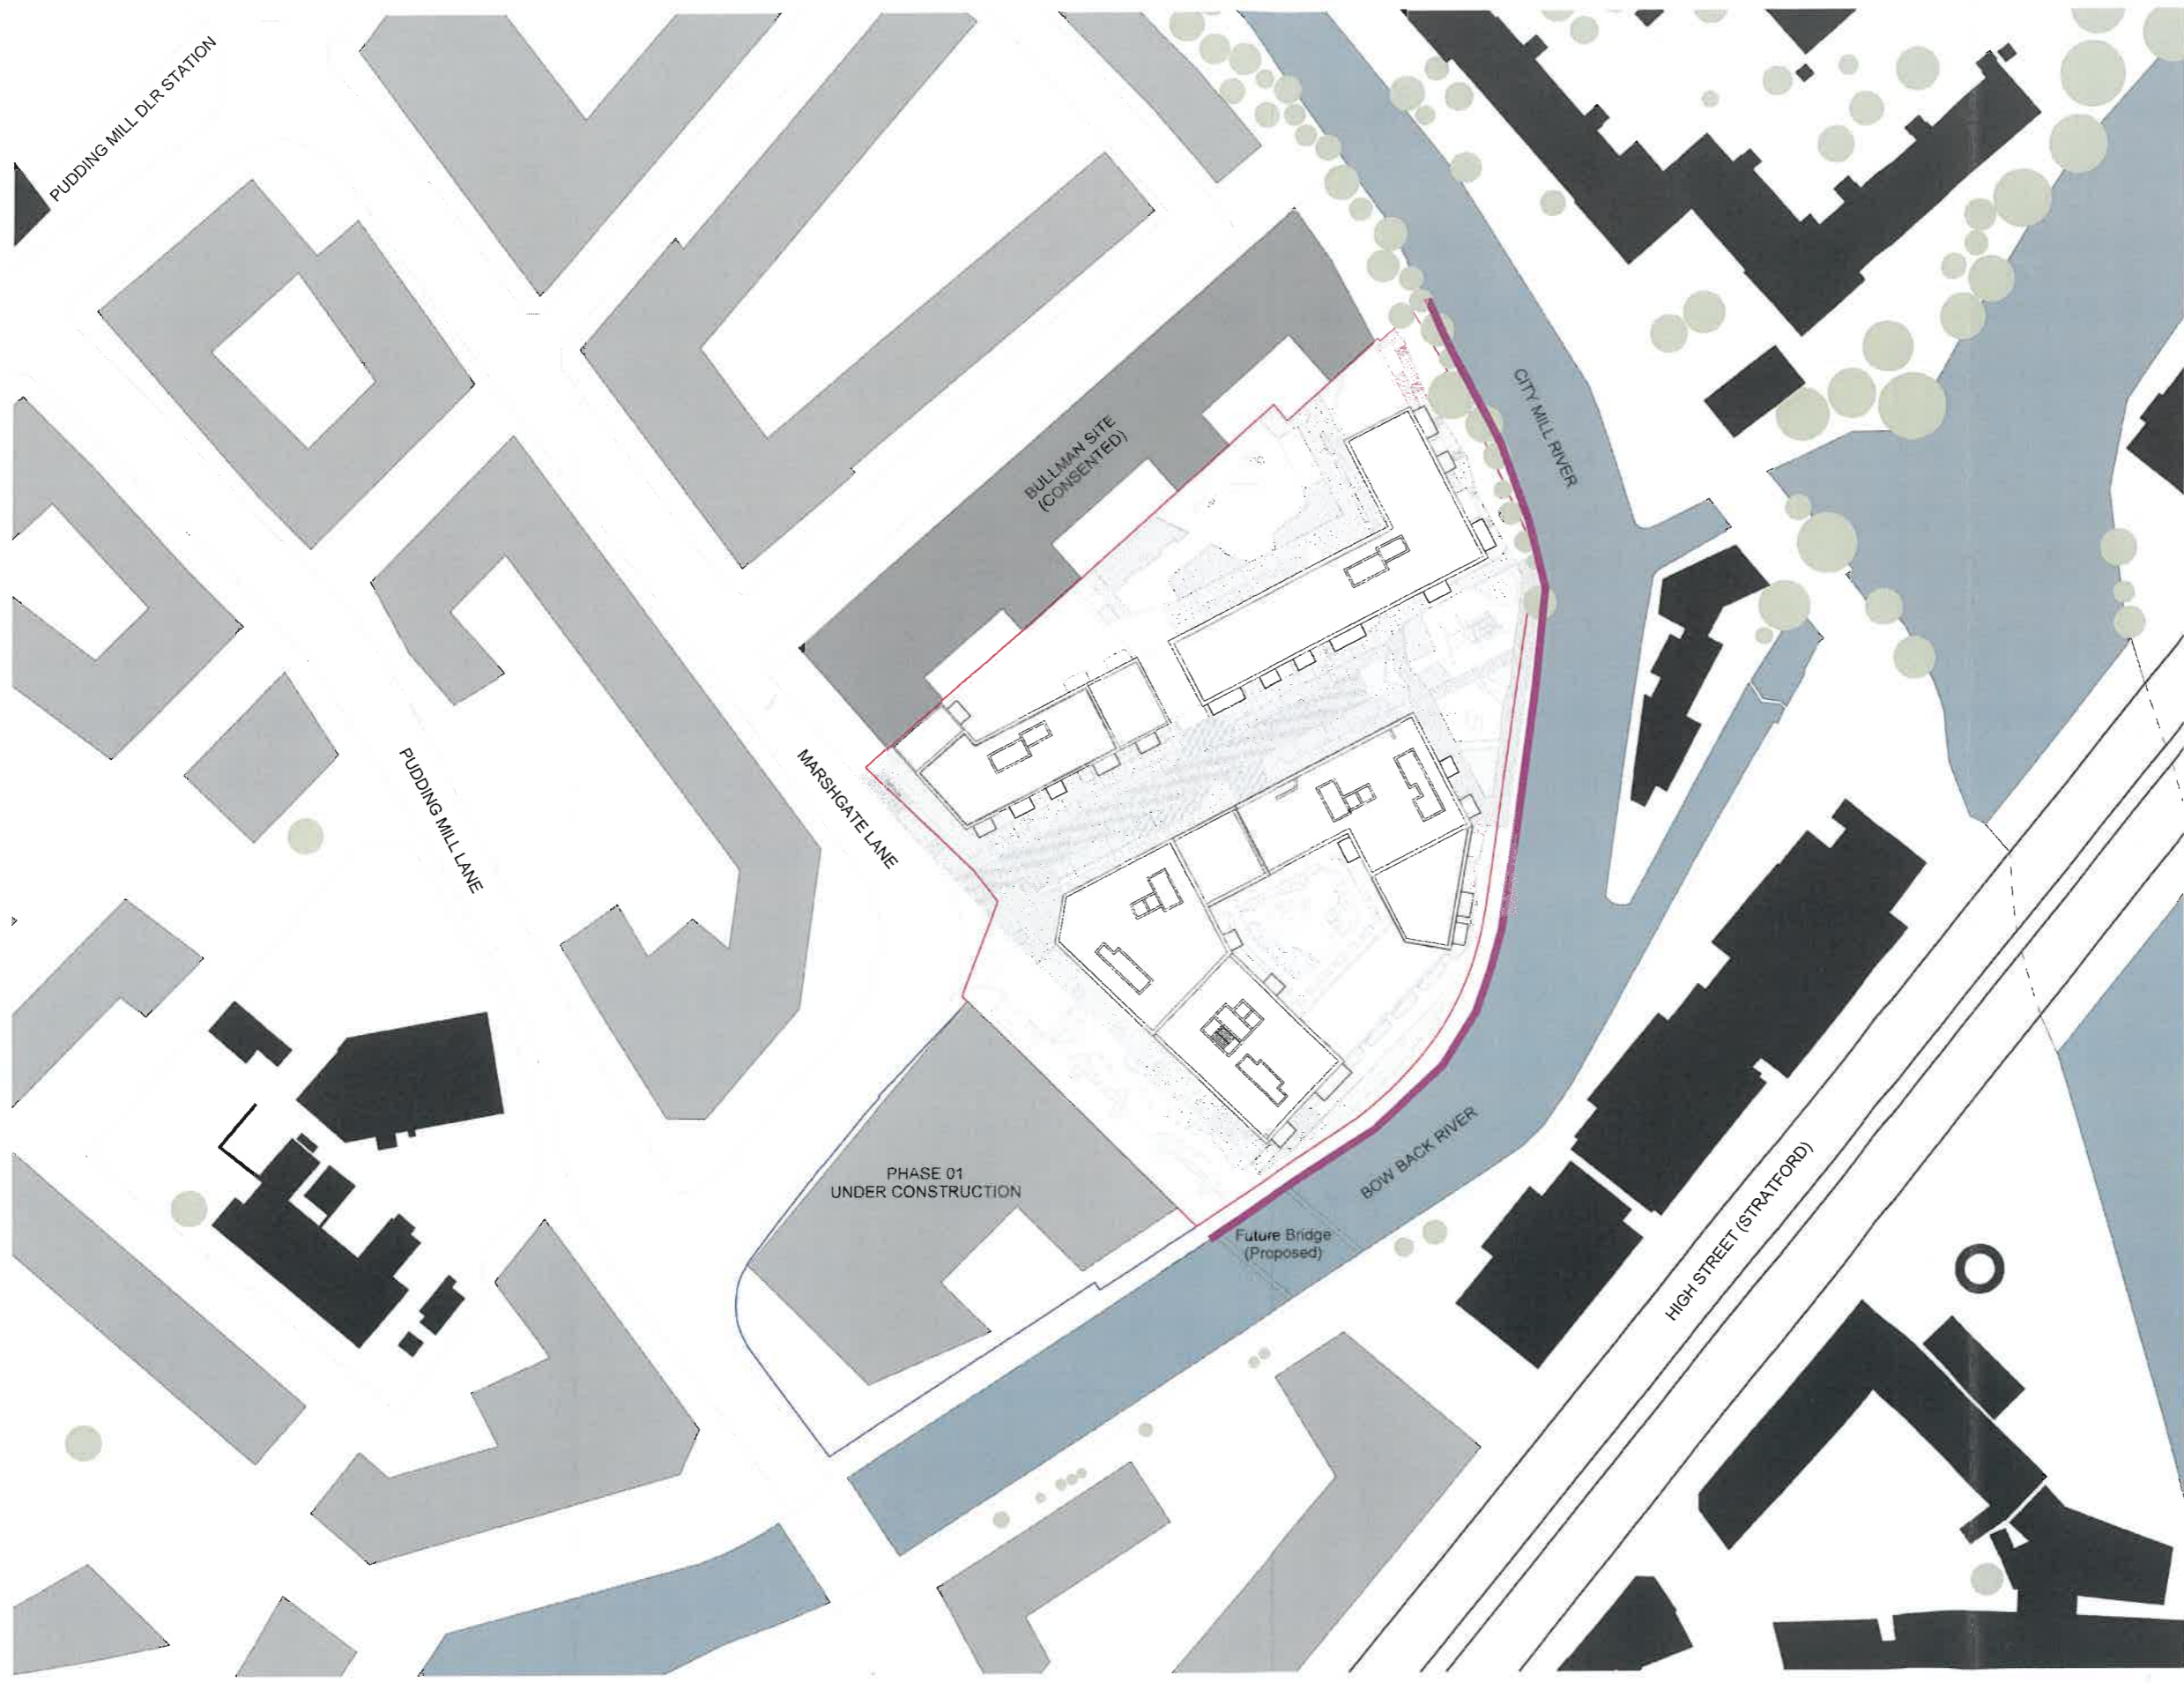 PUDDING MILL DLR STATION
CITY MILL RIVER
BULLMAN SITE
(CONSENTED)
MARSHGATE LANE
PUDDING MILL LANE
PHASE 01
UNDER CONSTRUCTION
BOW BACK RIVER
Future Bridge
(Proposed)
HIGH STREET (STRATFORD)